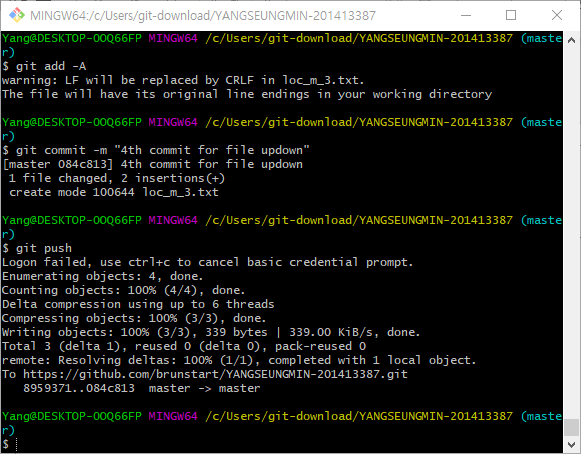 MINGW64:/c/Users/git-download/YANGSEUNGMIN-201413387
Yang@DESKTOP-OOQ66FP MINGW64 /c/Users/git-download/YANGSEUNGMIN-201413387 (maste
r)
$ git add -A
warning: LF will be replaced by CRLF in loc_m_3.txt.
The file will have its original line endings in your working directory
Yang@DESKTOP-OOQ66FP MINGW64 /c/Users/git-download/YANGSEUNGMIN-201413387 (maste
r)
$ git commit -m "4th commit for file updown"
[master 084c813] 4th commit for file updown
 1 file changed, 2 insertions(+)
 create mode 100644 loc_m_3.txt
Yang@DESKTOP-OOQ66FP MINGW64 /c/Users/git-download/YANGSEUNGMIN-201413387 (maste
r)
$ git push
Logon failed, use ctrl+c to cancel basic credential prompt.
Enumerating objects: 4, done.
Counting objects: 100% (4/4), done.
Delta compression using up to 6 threads
Compressing objects: 100% (3/3), done.
Writing objects: 100% (3/3), 339 bytes | 339.00 KiB/s, done.
Total 3 (delta 1), reused 0 (delta 0), pack-reused 0
remote: Resolving deltas: 100% (1/1), completed with 1 local object.
To https://github.com/brunstart/YANGSEUNGMIN-201413387.git
   8959371..084c813  master -> master
Yang@DESKTOP-OOQ66FP MINGW64 /c/Users/git-download/YANGSEUNGMIN-201413387 (maste
r)
$